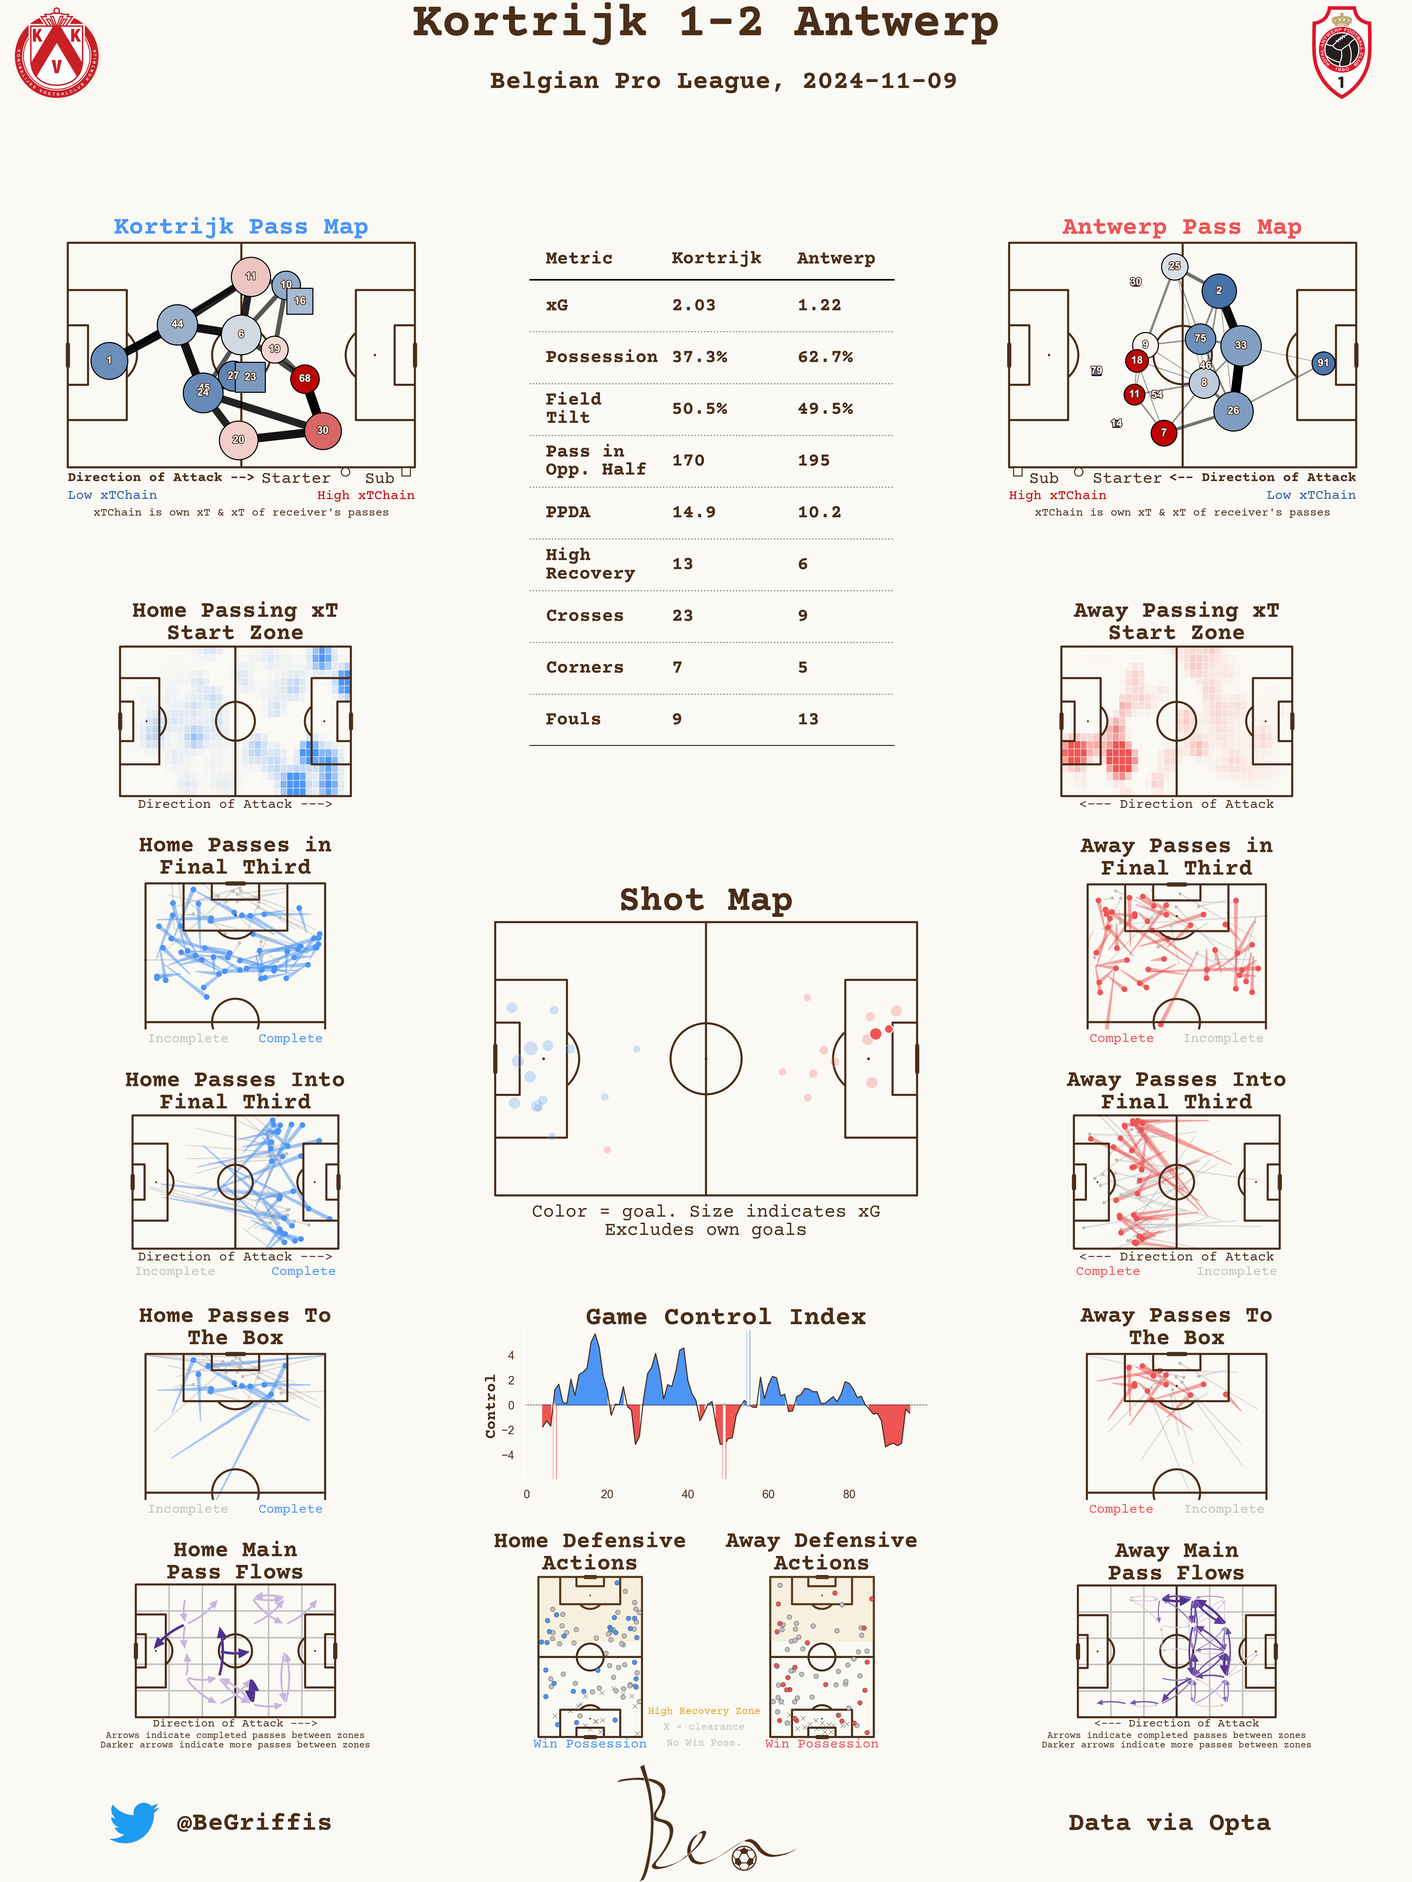 Kortrijk 1-2 Antwerp
Belgian Pro League, 2024-11-09
K K
V
1
Kortrijk Pass Map
11
10
16
44
6
19
1
27
23
68
45
24
30
20
Direction of Attack --> Starter Sub
Low xTChain High xTChain
xTChain is own xT & xT of receiver's passes
Metric Kortrijk Antwerp
xG 2.03 1.22
Possession 37.3% 62.7%
Field
Tilt 50.5% 49.5%
Pass in
Opp. Half 170 195
PPDA 14.9 10.2
High
Recovery 13 6
Crosses 23 9
Corners 7 5
Fouls 9 13
Antwerp Pass Map
25
30
2
75
9
33
18
46
91
79
8
11
54
26
14
7
Sub Starter <-- Direction of Attack
High xTChain Low xTChain
xTChain is own xT & xT of receiver's passes
Home Passing xT
Start Zone
Direction of Attack --->
Away Passing xT
Start Zone
<--- Direction of Attack
Home Passes in
Final Third
Incomplete Complete
Away Passes in
Final Third
Complete Incomplete
Shot Map
Color = goal. Size indicates xG
Excludes own goals
Home Passes Into
Final Third
Direction of Attack --->
Incomplete Complete
Away Passes Into
Final Third
<--- Direction of Attack
Complete Incomplete
Home Passes To
The Box
Incomplete Complete
Game Control Index
Control
4
2
0
−2
−4
0 20 40 60 80
Away Passes To
The Box
Complete Incomplete
Home Main
Pass Flows
Direction of Attack --->
Arrows indicate completed passes between zones
Darker arrows indicate more passes between zones
Home Defensive
Actions
Win Possession
Away Defensive
Actions
Win Possession
High Recovery Zone
X = clearance
No Win Poss.
Away Main
Pass Flows
<--- Direction of Attack
Arrows indicate completed passes between zones
Darker arrows indicate more passes between zones
@BeGriffis
Ben
Data via Opta